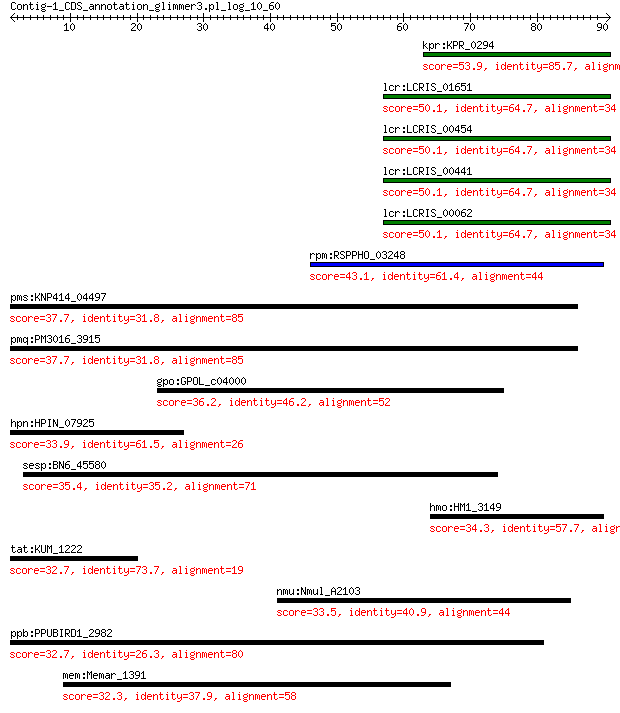 Contig-1_CDS_annotation_glimmer3.pl_log_10_60
10 20 30 40 50 60 70 80 90
kpr:KPR_0294
score=53.9, identity=85.7, alignm
lcr:LCRIS_01651
score=50.1, identity=64.7, alignment=34
lcr:LCRIS_00454
score=50.1, identity=64.7, alignment=34
lcr:LCRIS_00441
score=50.1, identity=64.7, alignment=34
lcr:LCRIS_00062
score=50.1, identity=64.7, alignment=34
rpm:RSPPHO_03248
score=43.1, identity=61.4, alignment=44
pms:KNP414_04497
score=37.7, identity=31.8, alignment=85
pmq:PM3016_3915
score=37.7, identity=31.8, alignment=85
gpo:GPOL_c04000
score=36.2, identity=46.2, alignment=52
hpn:HPIN_07925
score=33.9, identity=61.5, alignment=26
sesp:BN6_45580
score=35.4, identity=35.2, alignment=71
hmo:HM1_3149
score=34.3, identity=57.7, align
tat:KUM_1222
score=32.7, identity=73.7, alignment=19
nmu:Nmul_A2103
score=33.5, identity=40.9, alignment=44
ppb:PPUBIRD1_2982
score=32.7, identity=26.3, alignment=80
mem:Memar_1391
score=32.3, identity=37.9, alignment=58